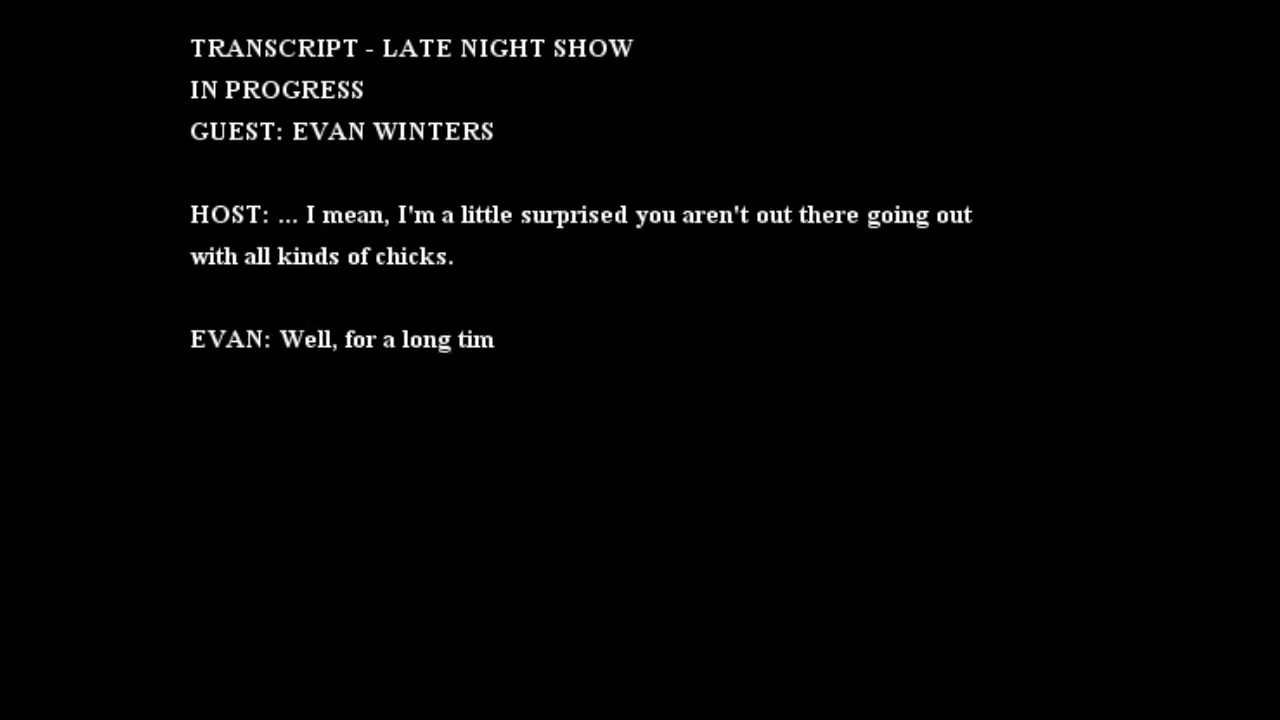 TRANSCRIPT - LATE NIGHT SHOW
IN PROGRESS
GUEST: EVAN WINTERS
HOST: ... I mean, I'm a little surprised you aren't out there going out
with all kinds of chicks.
EVAN: Well, for a long tim